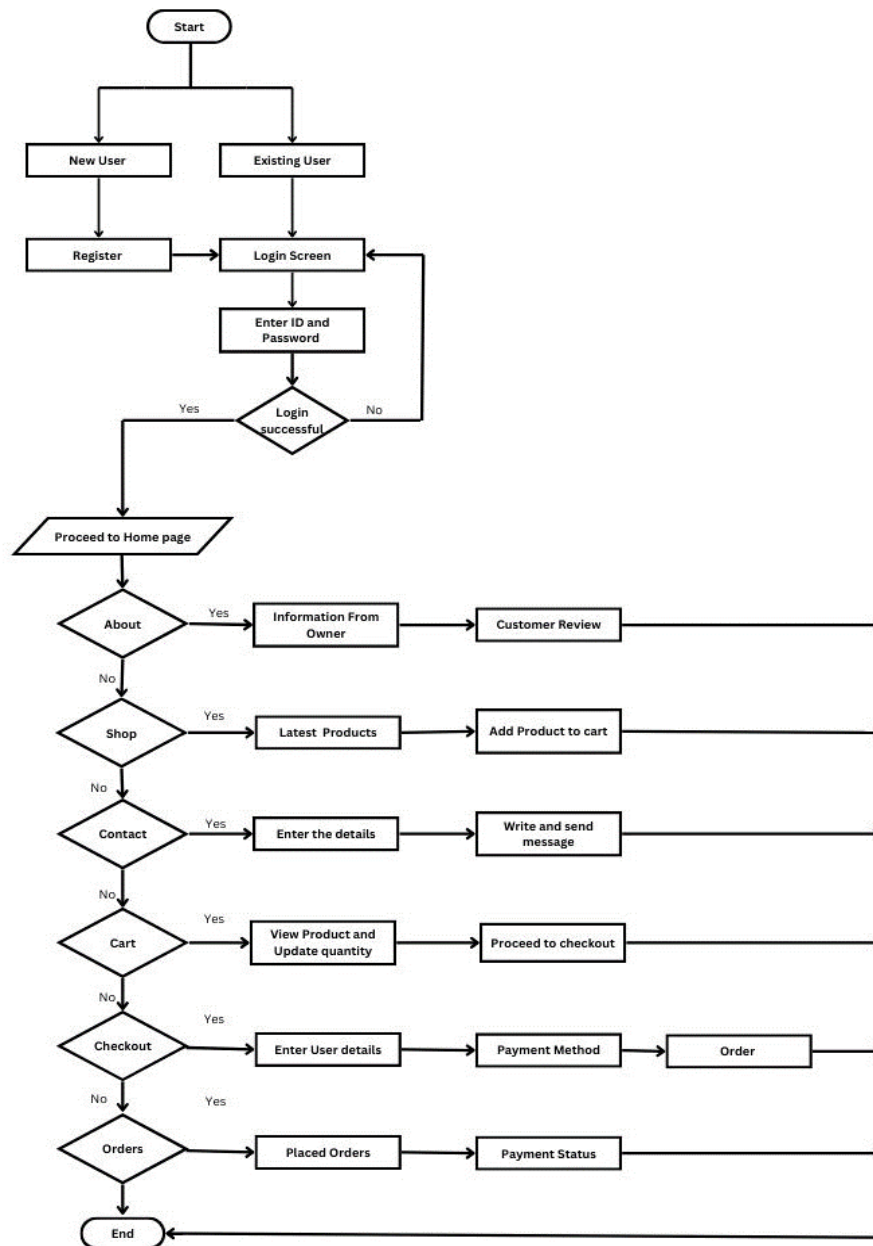 Start
New User
Existing User
Register
Login Screen
Enter ID and
Password
Yes
Login
successful
No
Proceed to Home page
About
Yes
Information From
Owner
Customer Review
No
Shop
Yes
Latest Products
Add Product to cart
No
Contact
Yes
Enter the details
Write and send
message
No
Cart
Yes
View Product and
Update quantity
Proceed to checkout
No
Checkout
Yes
Enter User details
Payment Method
Order
No
Orders
Yes
Placed Orders
Payment Status
End